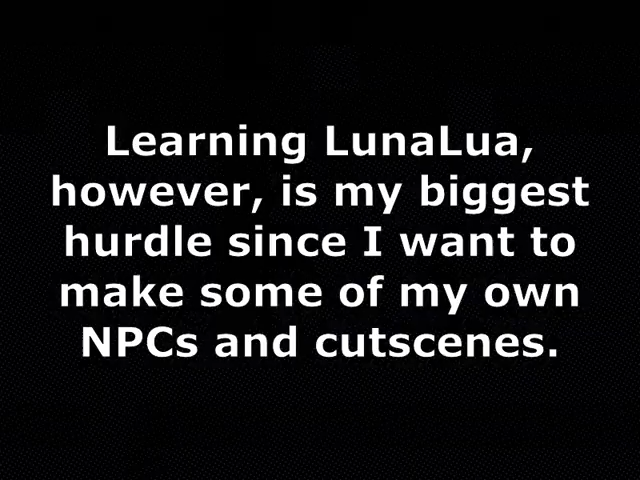 Learning LunaLua,
however, is my biggest
hurdle since I want to
make some of my own
NPCs and cutscenes.